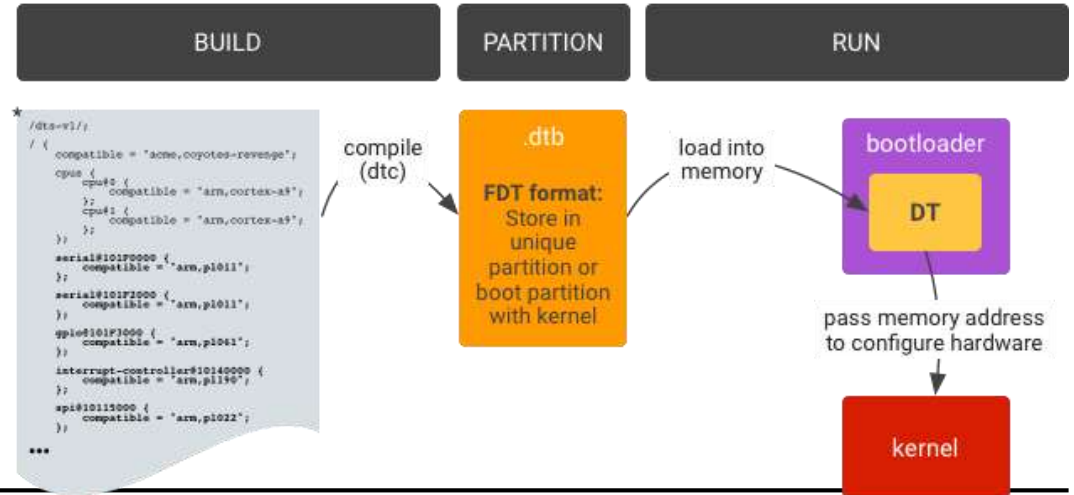 BUILD
PARTITION
RUN
*
/dts-v1/;
/ {
compatible = "acme,coyotes-revenge";
cpus {
cpu@0 {
compatible = "arm,cortex-a9";
};
cpu@1 {
compatible = "arm,cortex-a9";
};
};
serial@101F0000 {
compatible = "arm,pl011";
};
serial@101F2000 {
compatible = "arm,pl011";
};
gpio@101F3000 {
compatible = "arm,pl061";
};
interrupt-controller@10140000 {
compatible = "arm,pl190";
};
spi@10115000 {
compatible = "arm,pl022";
};
•••
compile
(dtc)
.dtb
FDT format:
Store in
unique
partition or
boot partition
with kernel
load into
memory
bootloader
DT
pass memory address
to configure hardware
kernel